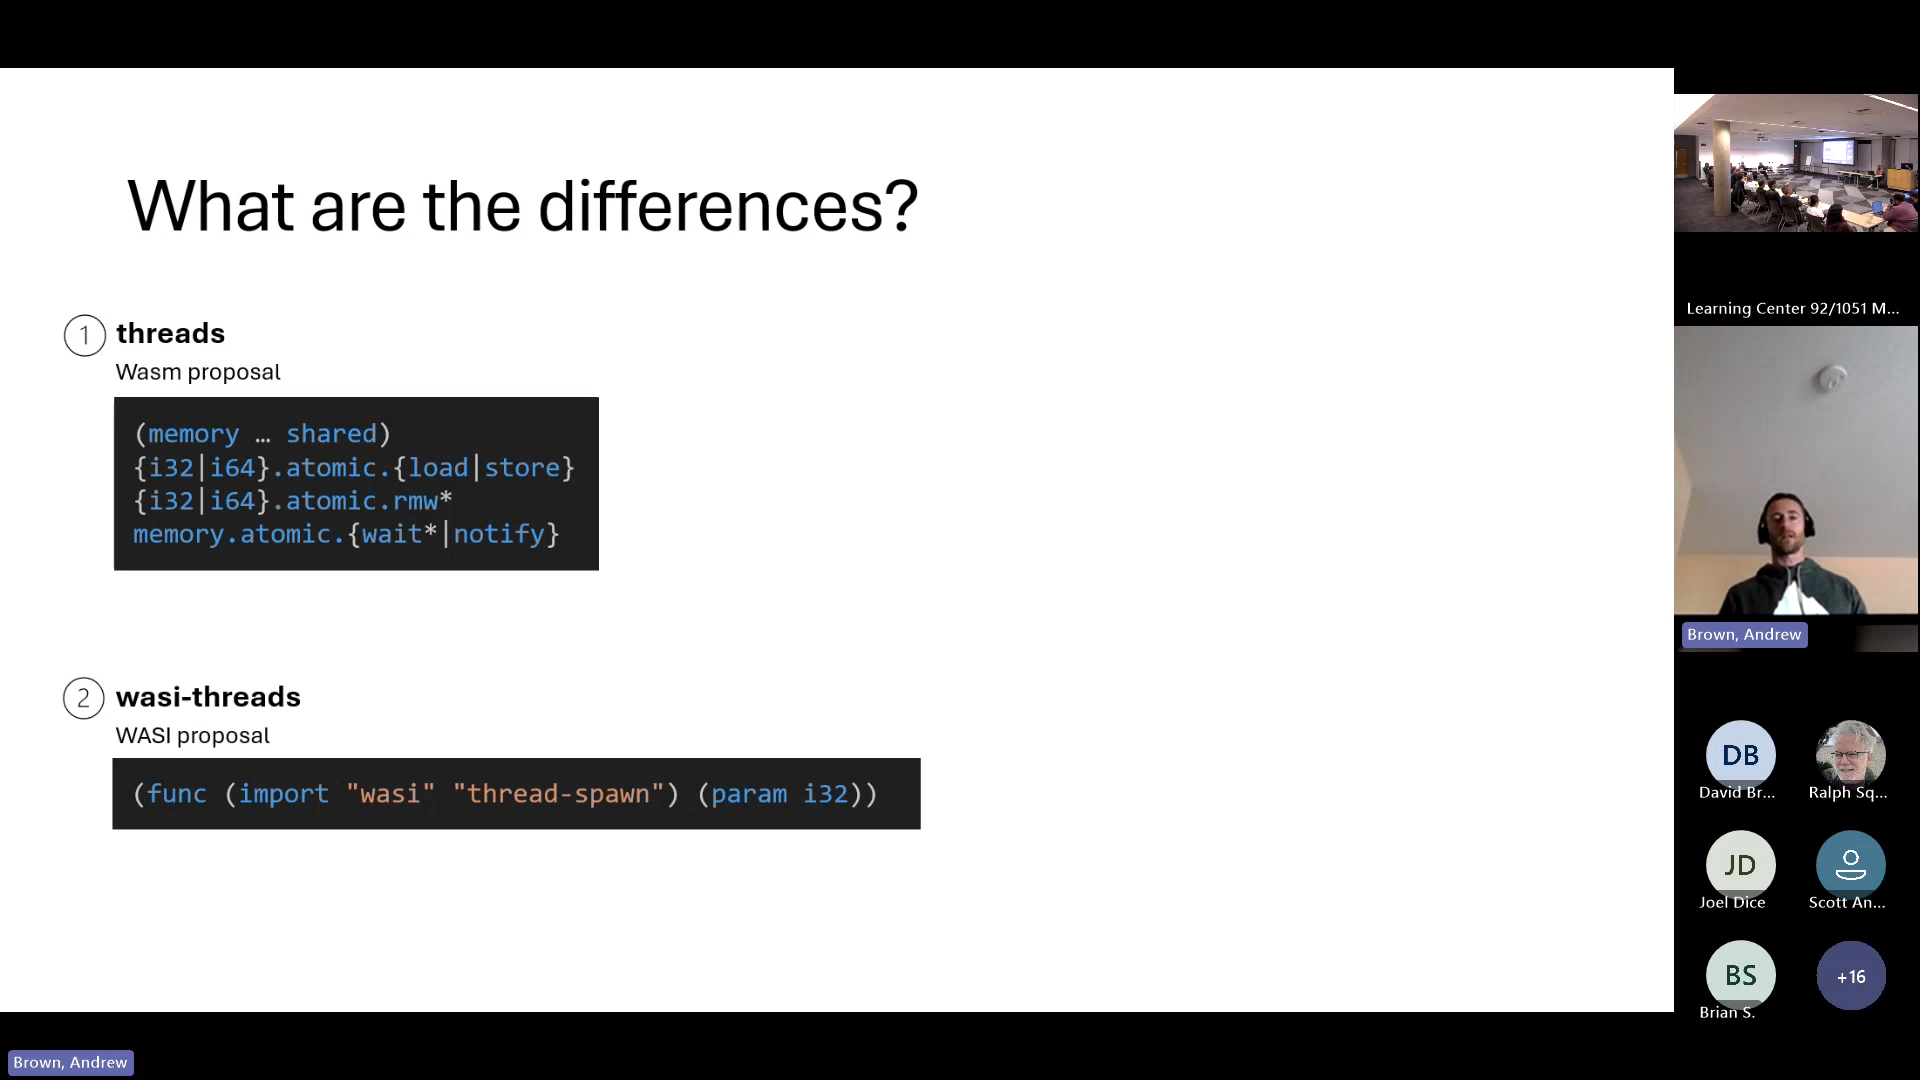 What are the differences?
1 threads
Wasm proposal
(memory … shared)
{i32|i64}.atomic.{load|store}
{i32|i64}.atomic.rmw*
memory.atomic.{wait*|notify}
2 wasi-threads
WASI proposal
(func (import "wasi" "thread-spawn") (param i32))
Learning Center 92/1051 M...
Brown, Andrew
DB
David Br...
Ralph Sq...
JD
Joel Dice
Scott An...
BS
Brian S.
+16
Brown, Andrew